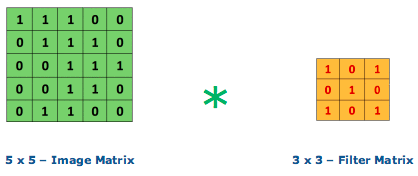 1 1 1 0 0
0 1 1 1 0
0 0 1 1 1
0 0 1 1 0
0 1 1 0 0
*
1 0 1
0 1 0
1 0 1
5 x 5 – Image Matrix
3 x 3 – Filter Matrix